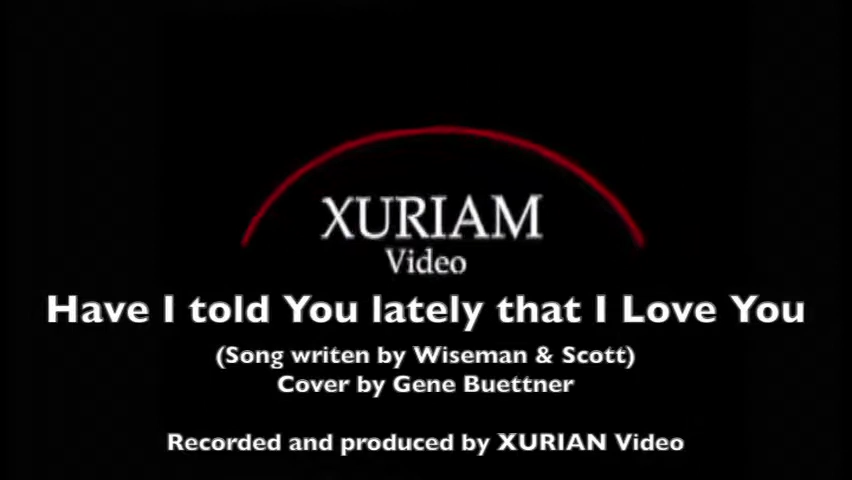 XURIAM
Video
Have I told You lately that I Love You
(Song writen by Wiseman & Scott)
Cover by Gene Buettner
Recorded and produced by XURIAN Video